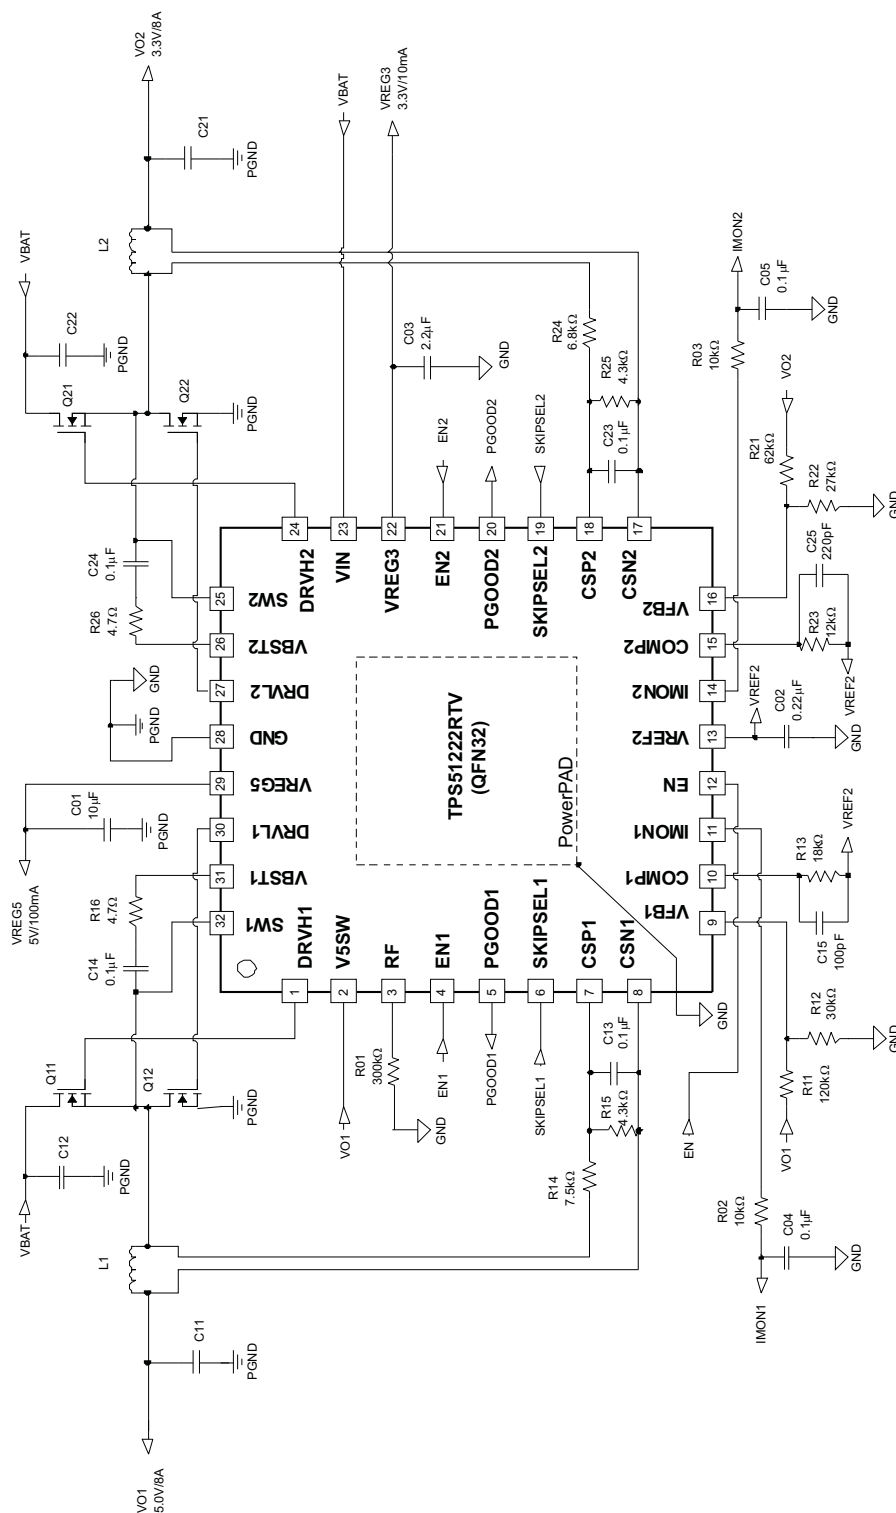 VO2
3.3V/8A
C21
PGND
L2
VBAT
C22
PGND
Q21
Q22
PGND
VBAT
VREG3
3.3V/10mA
C03
2.2µF
GND
EN2
PGOOD2
SKIPSEL2
R24
6.8kΩ
R25
4.3kΩ
C23
0.1µF
IMON2
C05
0.1µF
GND
R03
10kΩ
VO2
R21
62kΩ
R22
27kΩ
GND
C25
220pF
R23
12kΩ
VREF2
VREF2
C02
0.22µF
GND
C24
0.1µF
R26
4.7Ω
GND
PGND
C01
10µF
PGND
VREG5
5V/100mA
R16
4.7Ω
C14
0.1µF
24
DRVH2
23
VIN
22
VREG3
21
EN2
20
PGOOD2
19
SKIPSEL2
18
CSP2
17
CSN2
25
SW2
26
VBST2
27
DRVL2
28
GND
29
VREG5
30
DRVL1
31
VBST1
32
SW1
16
VFB2
15
COMP2
14
IMON2
13
VREF2
12
EN
11
IMON1
10
COMP1
9
VFB1
TPS51222RTV
(QFN32)
PowerPAD
1
DRVH1
2
V5SW
3
RF
4
EN1
5
PGOOD1
6
SKIPSEL1
7
CSP1
8
CSN1
GND
Q11
Q12
PGND
C12
PGND
VBAT
L1
C11
PGND
VO1
5.0V/8A
VO1
R01
300kΩ
GND
EN1
PGOOD1
SKIPSEL1
C13
0.1µF
R15
4.3kΩ
R14
7.5kΩ
VREF2
R13
18kΩ
C15
100pF
R12
30kΩ
GND
R11
120kΩ
VO1
EN
R02
10kΩ
C04
0.1µF
GND
IMON1